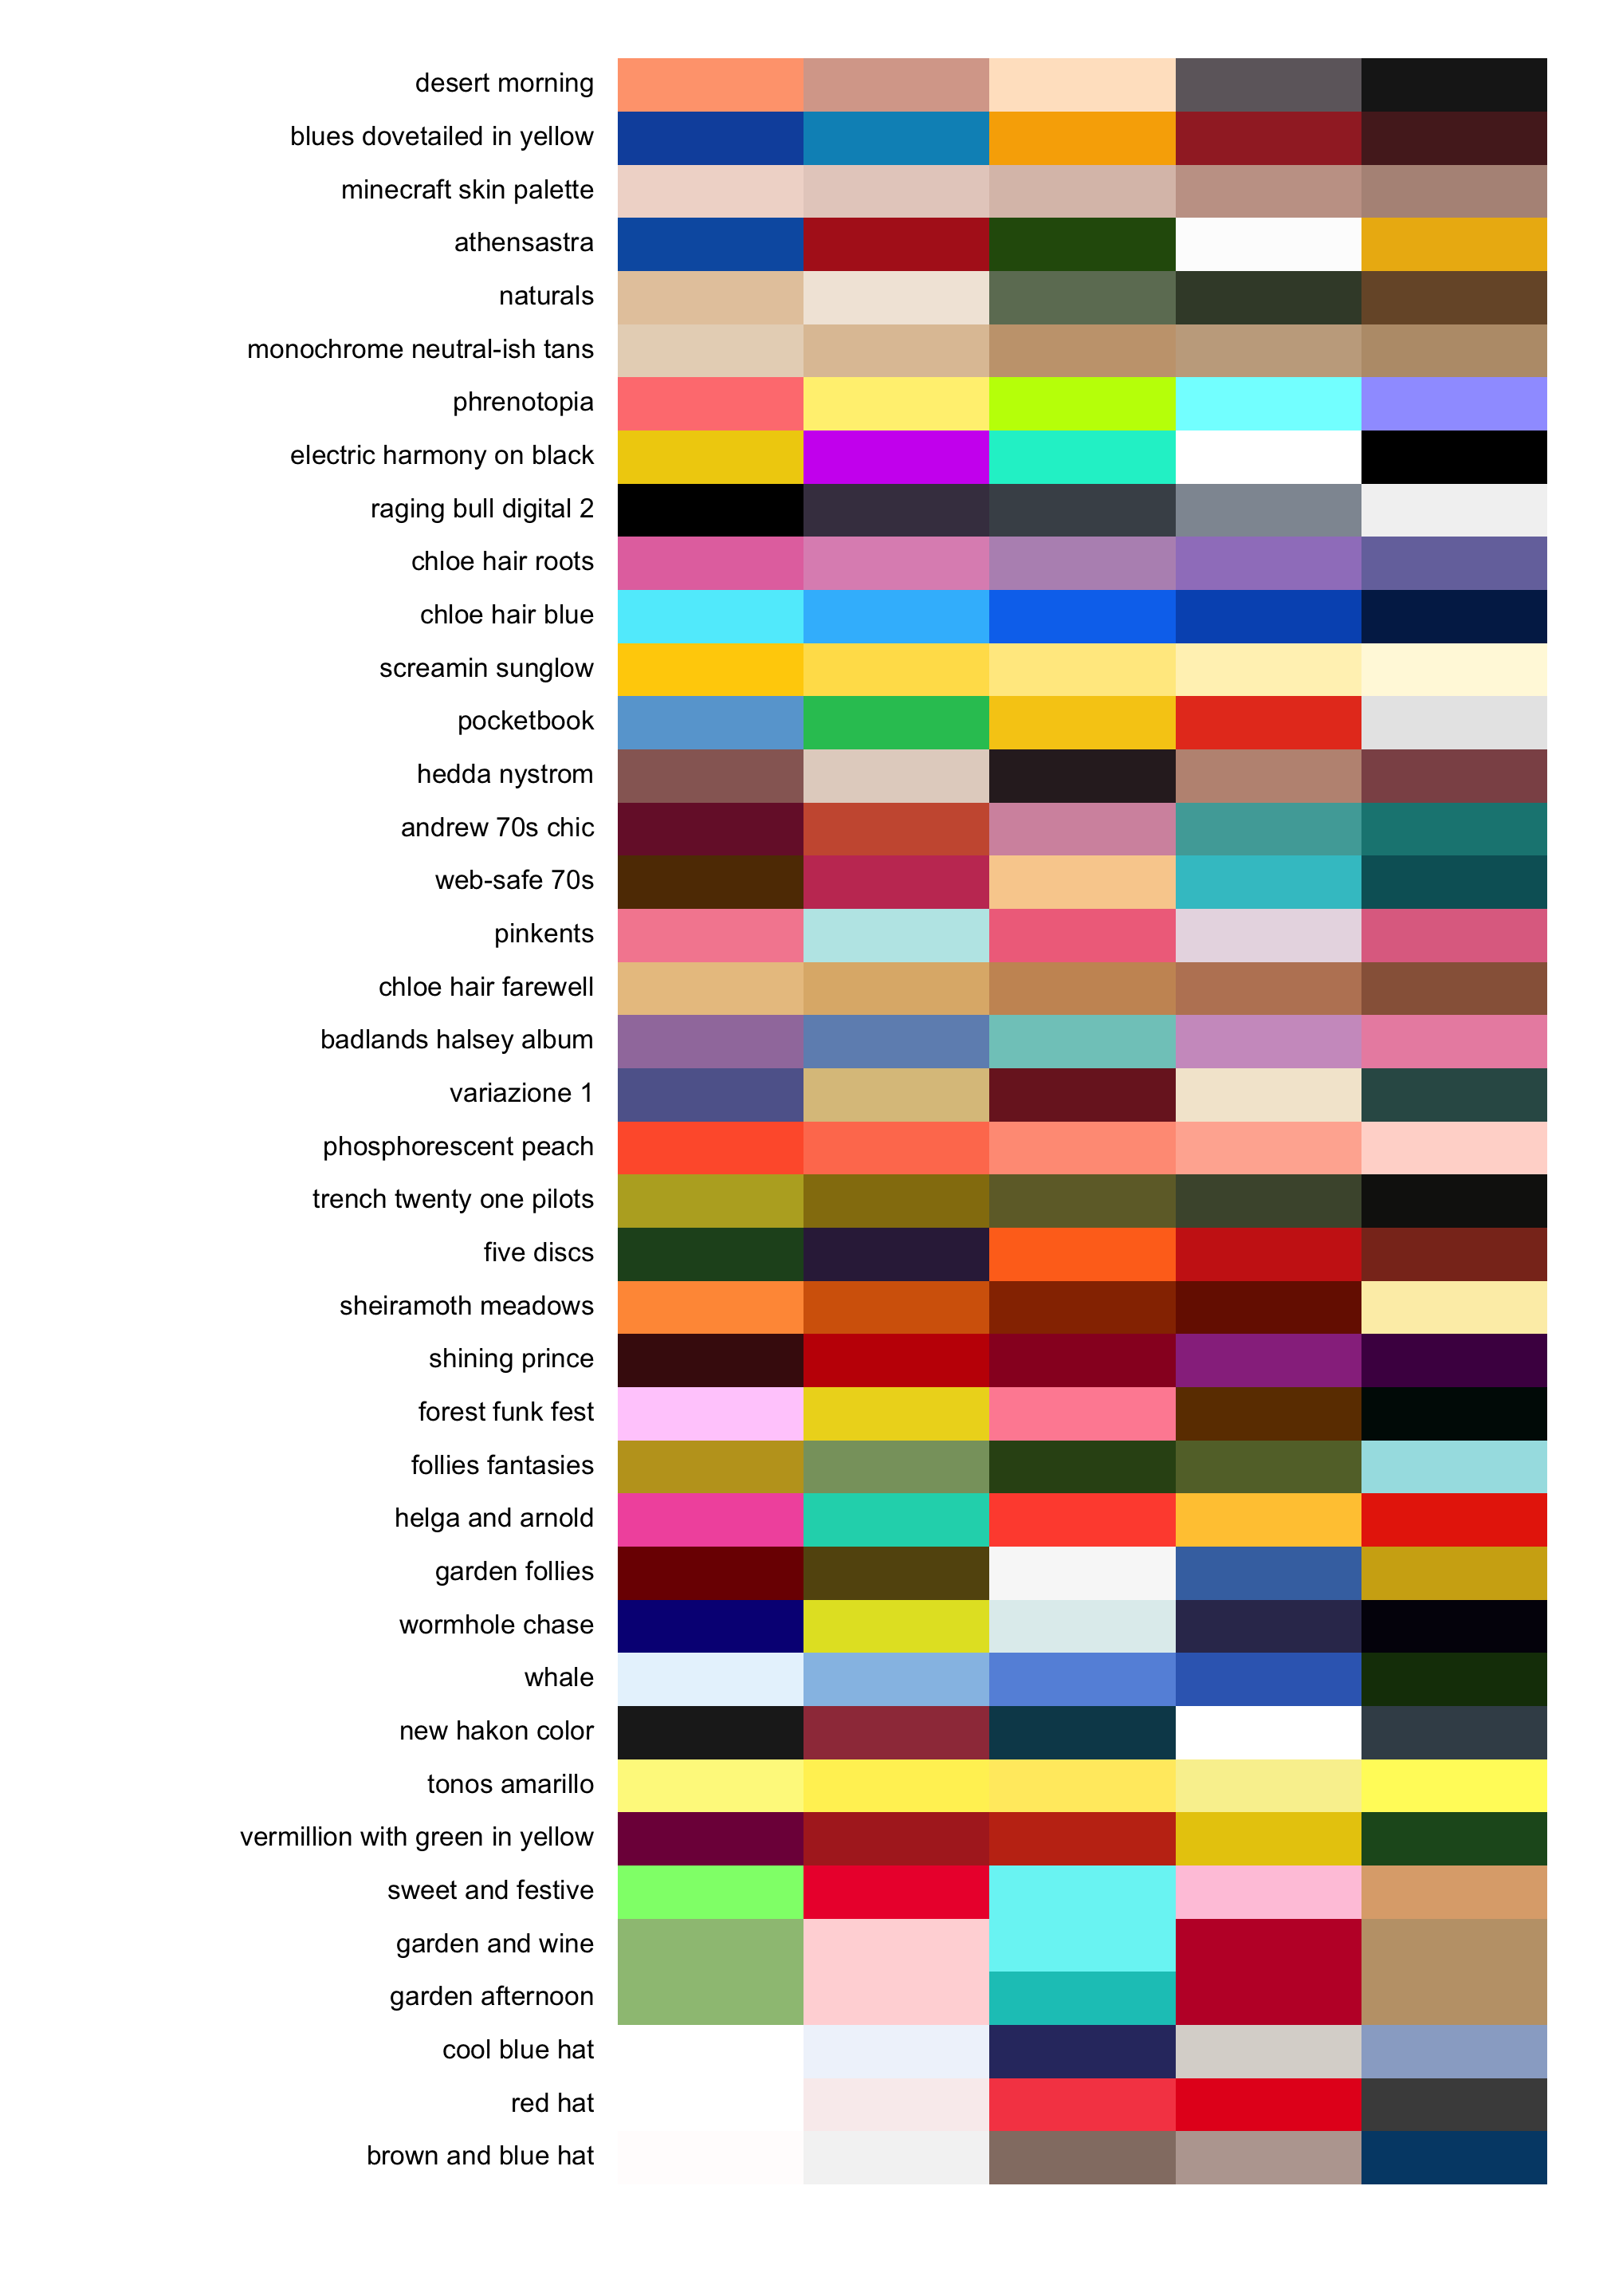 desert morning
blues dovetailed in yellow
minecraft skin palette
athensastra
naturals
monochrome neutral-ish tans
phrenotopia
electric harmony on black
raging bull digital 2
chloe hair roots
chloe hair blue
screamin sunglow
pocketbook
hedda nystrom
andrew 70s chic
web-safe 70s
pinkents
chloe hair farewell
badlands halsey album
variazione 1
phosphorescent peach
trench twenty one pilots
five discs
sheiramoth meadows
shining prince
forest funk fest
follies fantasies
helga and arnold
garden follies
wormhole chase
whale
new hakon color
tonos amarillo
vermillion with green in yellow
sweet and festive
garden and wine
garden afternoon
cool blue hat
red hat
brown and blue hat